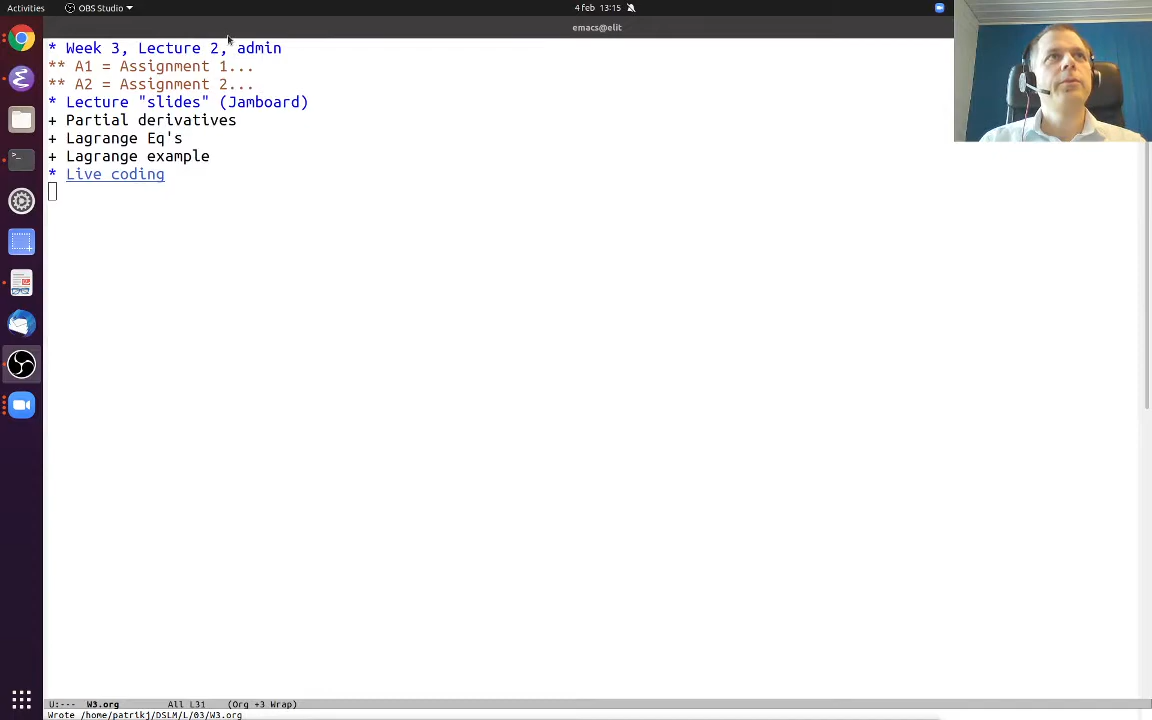 Activities
OBS Studio
4 feb 13:15
emacs@elit
* Week 3, Lecture 2, admin
** A1 = Assignment 1...
** A2 = Assignment 2...
* Lecture "slides" (Jamboard)
+ Partial derivatives
+ Lagrange Eq's
+ Lagrange example
* Live coding
U:--- W3.org All L31 (Org +3 Wrap)
Wrote /home/patrikj/DSLM/L/03/W3.org